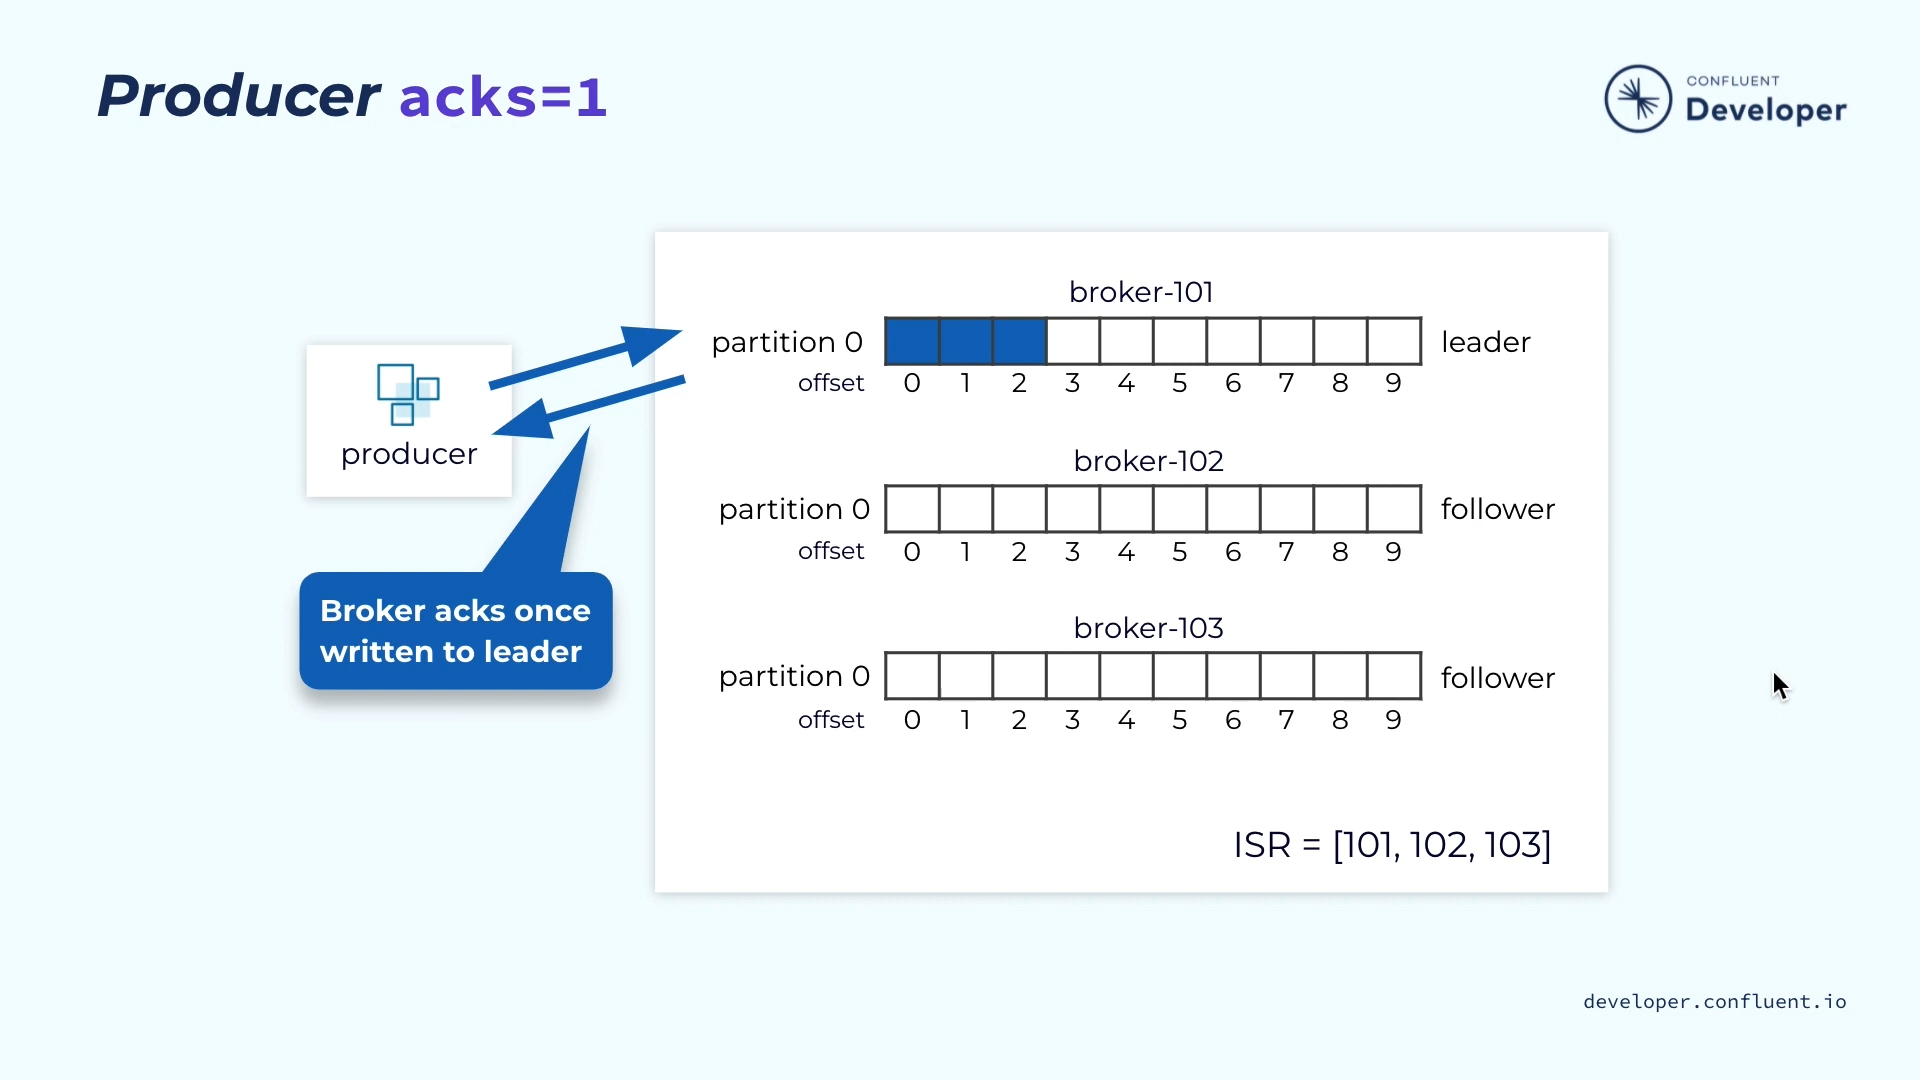 Producer acks=1
CONFLUENT
Developer
broker-101
partition 0 leader
offset 0 1 2 3 4 5 6 7 8 9
producer
broker-102
partition 0 follower
offset 0 1 2 3 4 5 6 7 8 9
Broker acks once
written to leader
broker-103
partition 0 follower
offset 0 1 2 3 4 5 6 7 8 9
ISR = [101, 102, 103]
developer.confluent.io